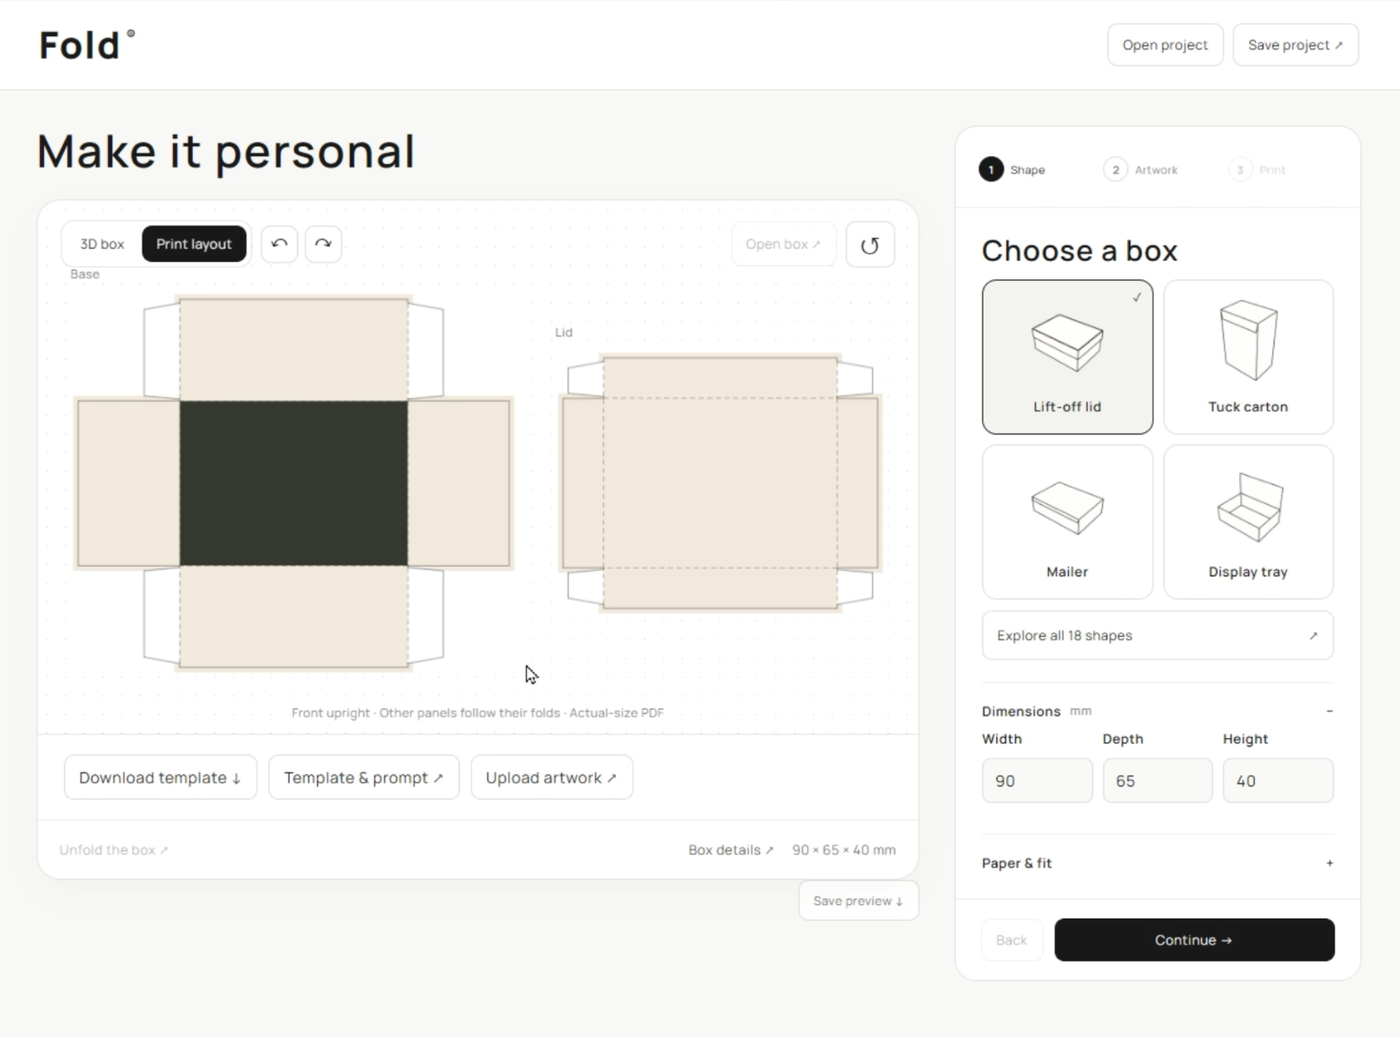 Fold
Open project
Save project ↗
Make it personal
3D box
Print layout
Open box ↗
Base
Lid
Front upright · Other panels follow their folds · Actual-size PDF
Download template ↓
Template & prompt ↗
Upload artwork ↗
Unfold the box ↗
Box details ↗
90 × 65 × 40 mm
Save preview ↓
1 Shape
2 Artwork
3 Print
Choose a box
✓
Lift-off lid
Tuck carton
Mailer
Display tray
Explore all 18 shapes ↗
Dimensions mm −
Width Depth Height
90 65 40
Paper & fit +
Back
Continue →